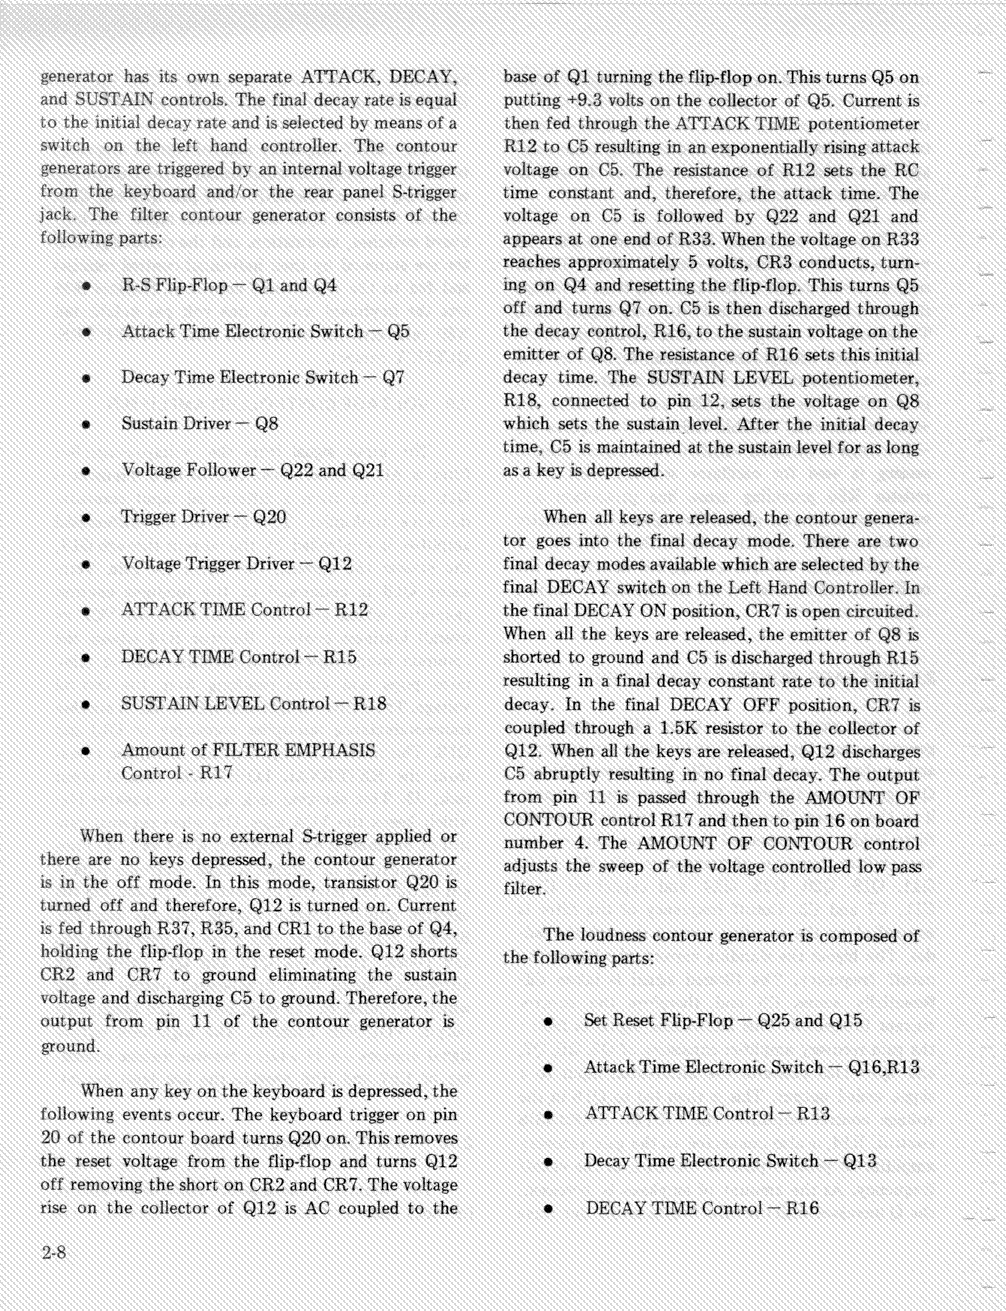 generator has its own separate ATTACK, DECAY,
and SUSTAIN controls. The final decay rate is equal
to the initial decay rate and is selected by means of a
switch on the left hand controller. The contour
generators are triggered by an internal voltage trigger
from the keyboard and/or the rear panel S-trigger
jack. The filter contour generator consists of the
following parts:
● R-S Flip-Flop — Q1 and Q4
● Attack Time Electronic Switch — Q5
● Decay Time Electronic Switch — Q7
● Sustain Driver — Q8
● Voltage Follower — Q22 and Q21
● Trigger Driver — Q20
● Voltage Trigger Driver — Q12
● ATTACK TIME Control — R12
● DECAY TIME Control — R15
● SUSTAIN LEVEL Control — R18
● Amount of FILTER EMPHASIS
Control - R17
When there is no external S-trigger applied or
there are no keys depressed, the contour generator
is in the off mode. In this mode, transistor Q20 is
turned off and therefore, Q12 is turned on. Current
is fed through R37, R35, and CR1 to the base of Q4,
holding the flip-flop in the reset mode. Q12 shorts
CR2 and CR7 to ground eliminating the sustain
voltage and discharging C5 to ground. Therefore, the
output from pin 11 of the contour generator is
ground.
When any key on the keyboard is depressed, the
following events occur. The keyboard trigger on pin
20 of the contour board turns Q20 on. This removes
the reset voltage from the flip-flop and turns Q12
off removing the short on CR2 and CR7. The voltage
rise on the collector of Q12 is AC coupled to the
2-8
base of Q1 turning the flip-flop on. This turns Q5 on
putting +9.3 volts on the collector of Q5. Current is
then fed through the ATTACK TIME potentiometer
R12 to C5 resulting in an exponentially rising attack
voltage on C5. The resistance of R12 sets the RC
time constant and, therefore, the attack time. The
voltage on C5 is followed by Q22 and Q21 and
appears at one end of R33. When the voltage on R33
reaches approximately 5 volts, CR3 conducts, turn-
ing on Q4 and resetting the flip-flop. This turns Q5
off and turns Q7 on. C5 is then discharged through
the decay control, R16, to the sustain voltage on the
emitter of Q8. The resistance of R16 sets this initial
decay time. The SUSTAIN LEVEL potentiometer,
R18, connected to pin 12, sets the voltage on Q8
which sets the sustain level. After the initial decay
time, C5 is maintained at the sustain level for as long
as a key is depressed.
When all keys are released, the contour genera-
tor goes into the final decay mode. There are two
final decay modes available which are selected by the
final DECAY switch on the Left Hand Controller. In
the final DECAY ON position, CR7 is open circuited.
When all the keys are released, the emitter of Q8 is
shorted to ground and C5 is discharged through R15
resulting in a final decay constant rate to the initial
decay. In the final DECAY OFF position, CR7 is
coupled through a 1.5K resistor to the collector of
Q12. When all the keys are released, Q12 discharges
C5 abruptly resulting in no final decay. The output
from pin 11 is passed through the AMOUNT OF
CONTOUR control R17 and then to pin 16 on board
number 4. The AMOUNT OF CONTOUR control
adjusts the sweep of the voltage controlled low pass
filter.
The loudness contour generator is composed of
the following parts:
● Set Reset Flip-Flop — Q25 and Q15
● Attack Time Electronic Switch — Q16,R13
● ATTACK TIME Control — R13
● Decay Time Electronic Switch — Q13
● DECAY TIME Control — R16